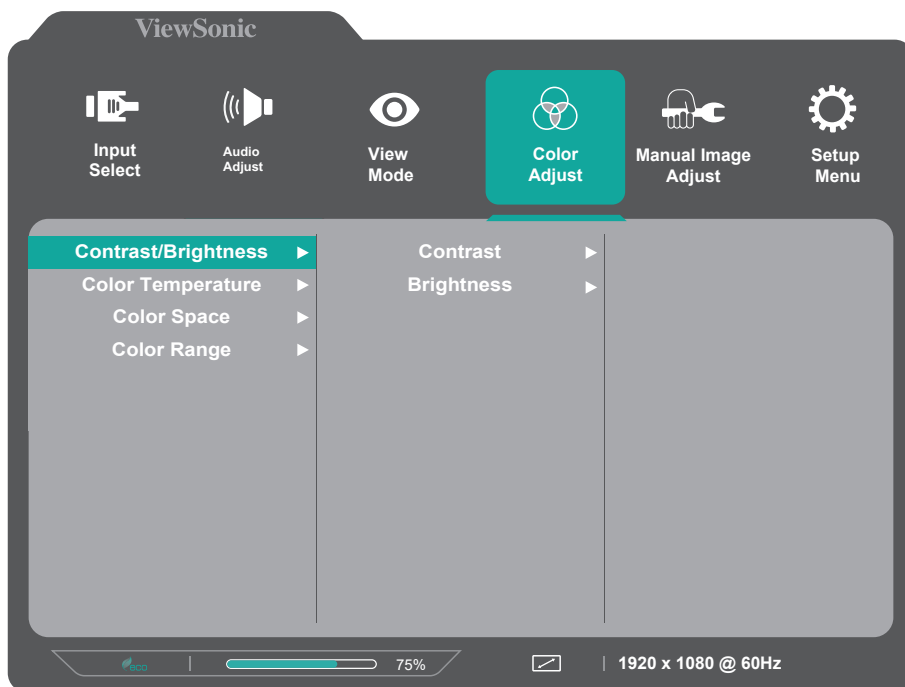 ViewSonic
Input
Select
Audio
Adjust
View
Mode
Color
Adjust
Manual Image
Adjust
Setup
Menu
Contrast/Brightness
Color Temperature
Color Space
Color Range
Contrast
Brightness
eco
75%
1920 x 1080 @ 60Hz